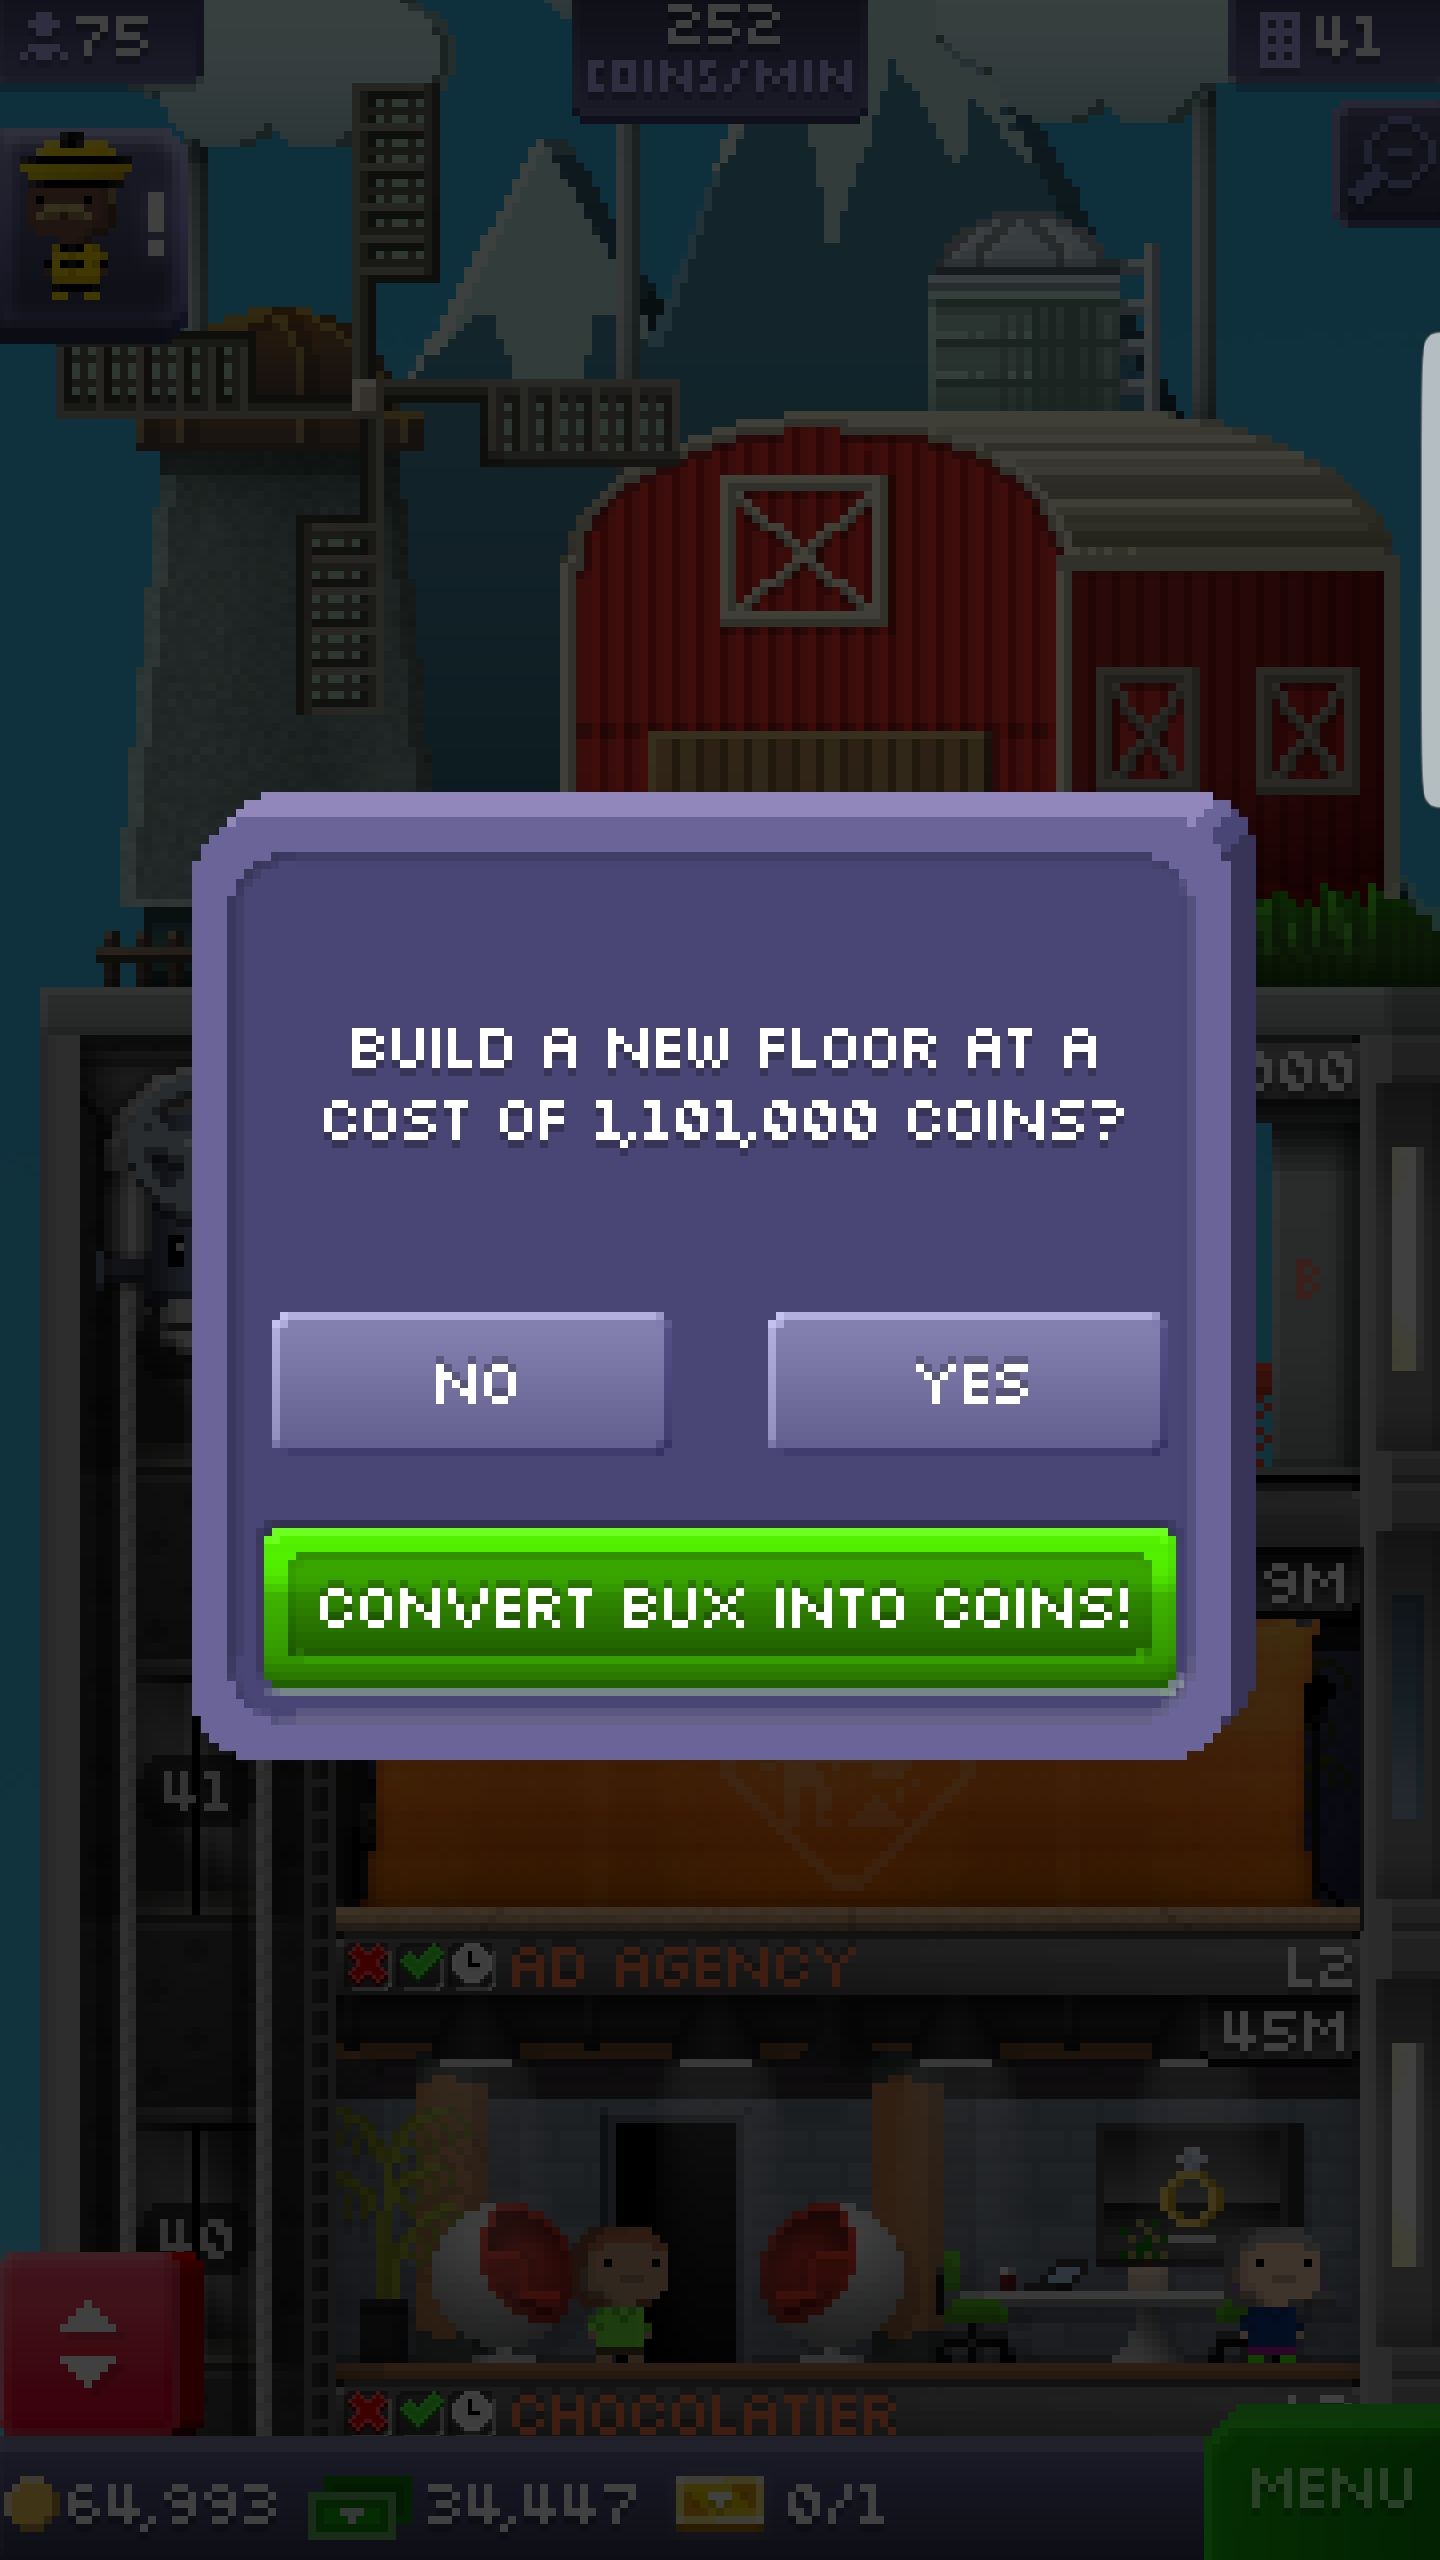 75
252
COINS/MIN
41
!
BUILD A NEW FLOOR AT A
COST OF 1,101,000 COINS?
000
B
NO
YES
9M
CONVERT BUX INTO COINS!
41
AD AGENCY
L2
45M
40
CHOCOLATIER
64,993
34,447
0/1
MENU